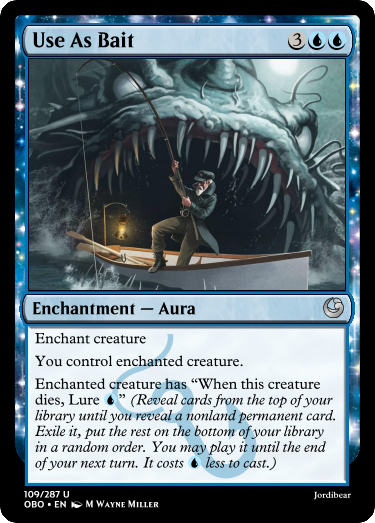 Use As Bait 3
Enchantment — Aura
Enchant creature
You control enchanted creature.
Enchanted creature has “When this creature
dies, Lure ” (Reveal cards from the top of your
library until you reveal a nonland permanent card.
Exile it, put the rest on the bottom of your library
in a random order. You may play it until the end
of your next turn. It costs less to cast.)
109/287 U
OBO • EN M Wayne Miller
Jordibear